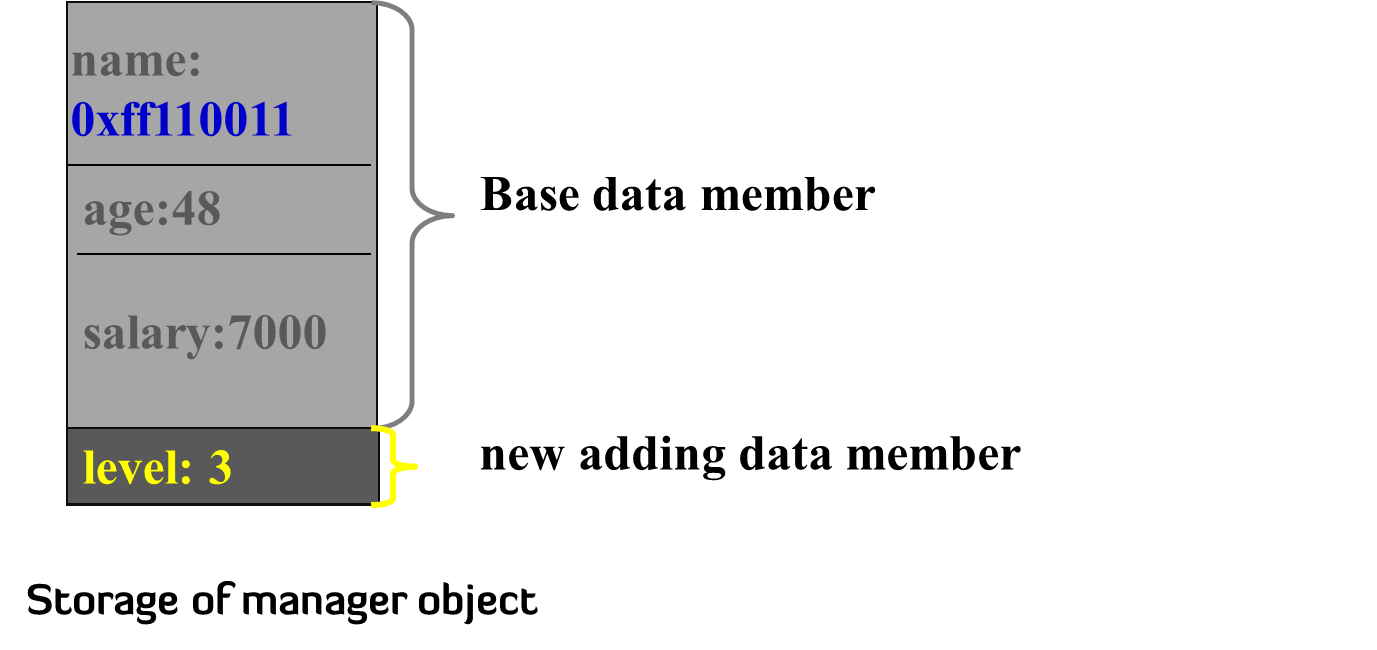 name:
0xff110011
age:48
Base data member
salary:7000
level: 3
new adding data member
Storage of manager object